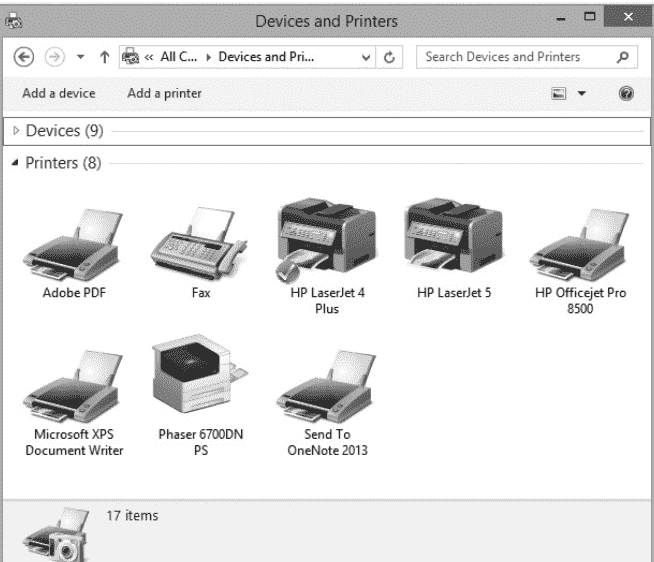 Devices and Printers
« All C... ▸ Devices and Pri...
Search Devices and Printers
Add a device Add a printer
Devices (9)
Printers (8)
Adobe PDF
Fax
HP LaserJet 4
Plus
HP LaserJet 5
HP Officejet Pro
8500
Microsoft XPS
Document Writer
Phaser 6700DN
PS
Send To
OneNote 2013
17 items